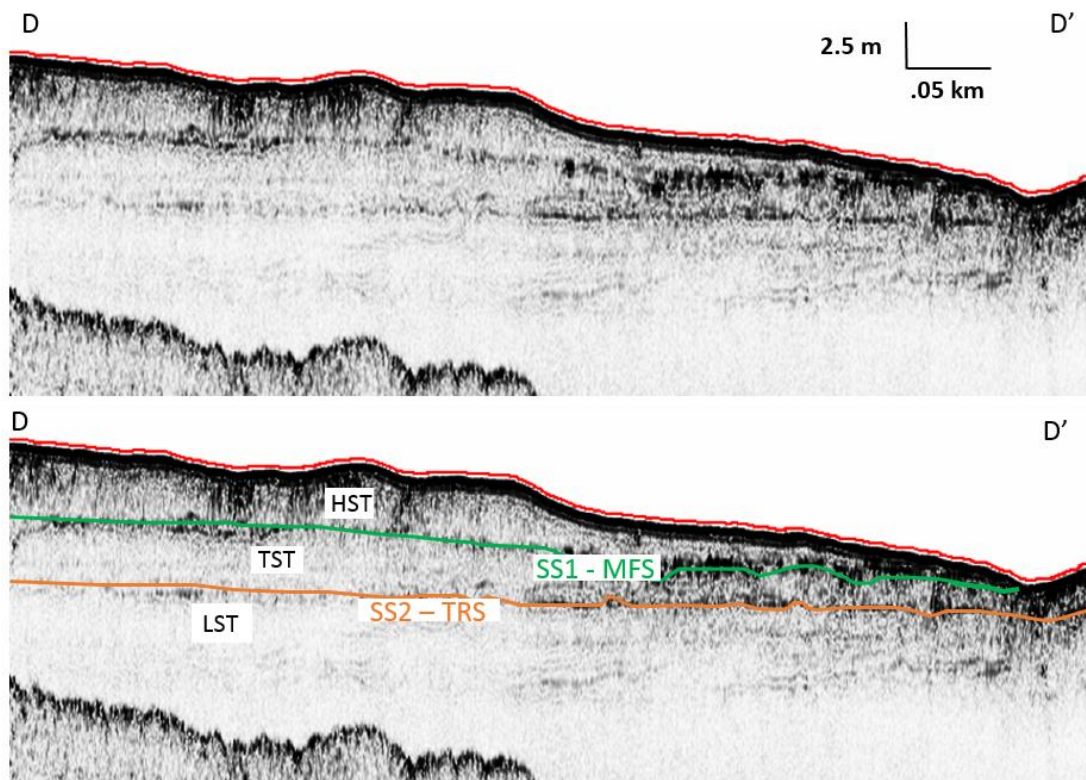 D
D'
2.5 m
.05 km
D
D'
HST
TST
SS1 - MFS
SS2 – TRS
LST